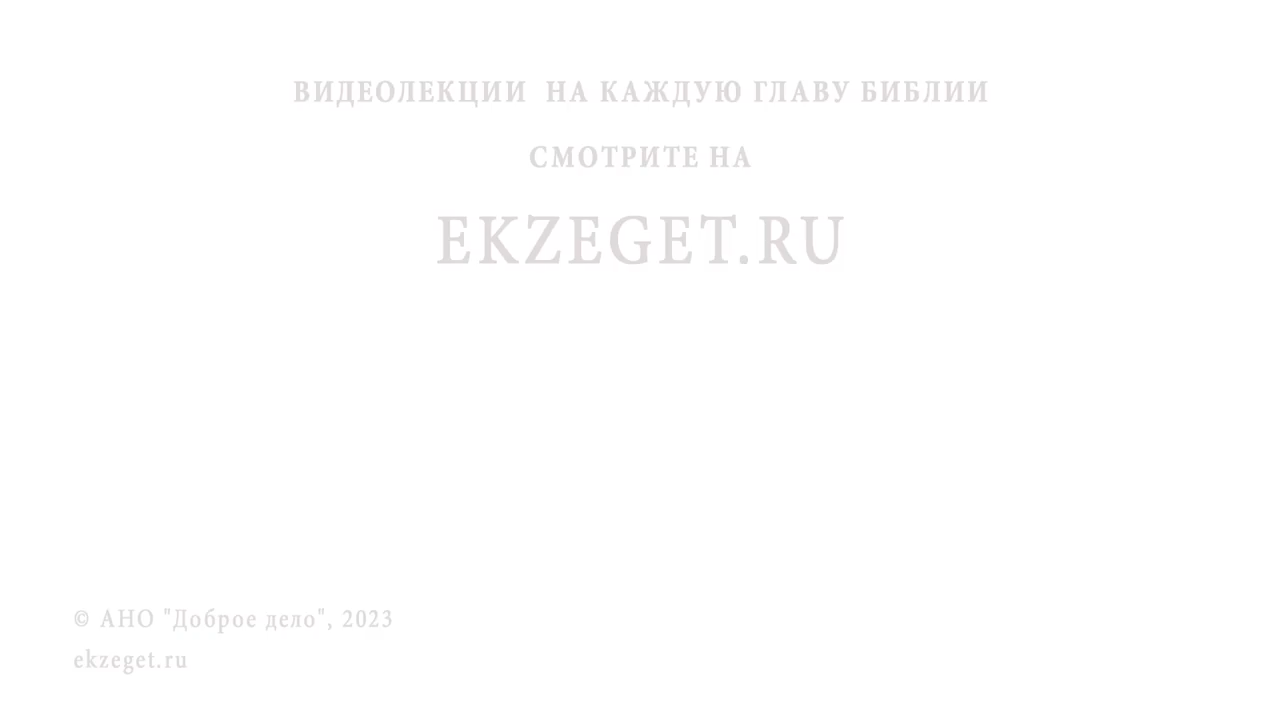 ВИДЕОЛЕКЦИИ НА КАЖДУЮ ГЛАВУ БИБЛИИ
СМОТРИТЕ НА
EKZEGET.RU
© АНО "Доброе дело", 2023
ekzeget.ru